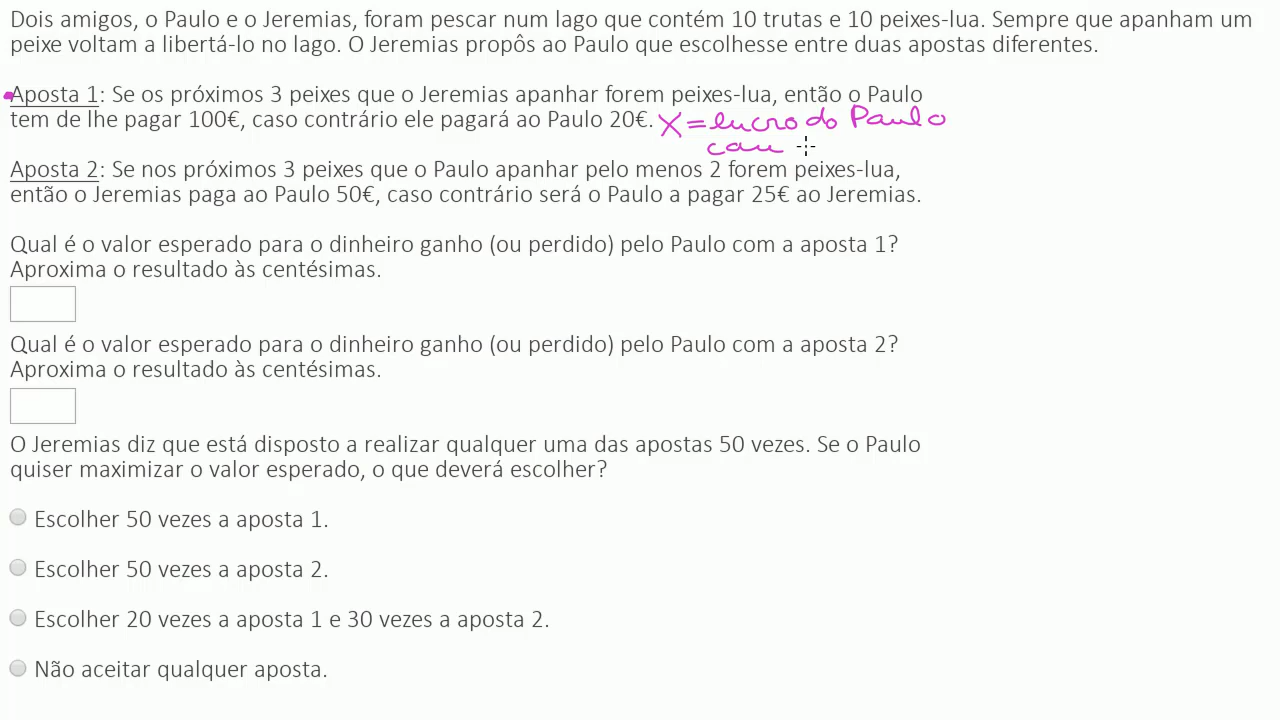 Dois amigos, o Paulo e o Jeremias, foram pescar num lago que contém 10 trutas e 10 peixes-lua. Sempre que apanham um
peixe voltam a libertá-lo no lago. O Jeremias propôs ao Paulo que escolhesse entre duas apostas diferentes.
Aposta 1: Se os próximos 3 peixes que o Jeremias apanhar forem peixes-lua, então o Paulo
tem de lhe pagar 100€, caso contrário ele pagará ao Paulo 20€. X = lucro do Paulo
Aposta 2: Se nos próximos 3 peixes que o Paulo apanhar pelo menos 2 forem peixes-lua,
então o Jeremias paga ao Paulo 50€, caso contrário será o Paulo a pagar 25€ ao Jeremias.
Qual é o valor esperado para o dinheiro ganho (ou perdido) pelo Paulo com a aposta 1?
Aproxima o resultado às centésimas.
Qual é o valor esperado para o dinheiro ganho (ou perdido) pelo Paulo com a aposta 2?
Aproxima o resultado às centésimas.
O Jeremias diz que está disposto a realizar qualquer uma das apostas 50 vezes. Se o Paulo
quiser maximizar o valor esperado, o que deverá escolher?
Escolher 50 vezes a aposta 1.
Escolher 50 vezes a aposta 2.
Escolher 20 vezes a aposta 1 e 30 vezes a aposta 2.
Não aceitar qualquer aposta.